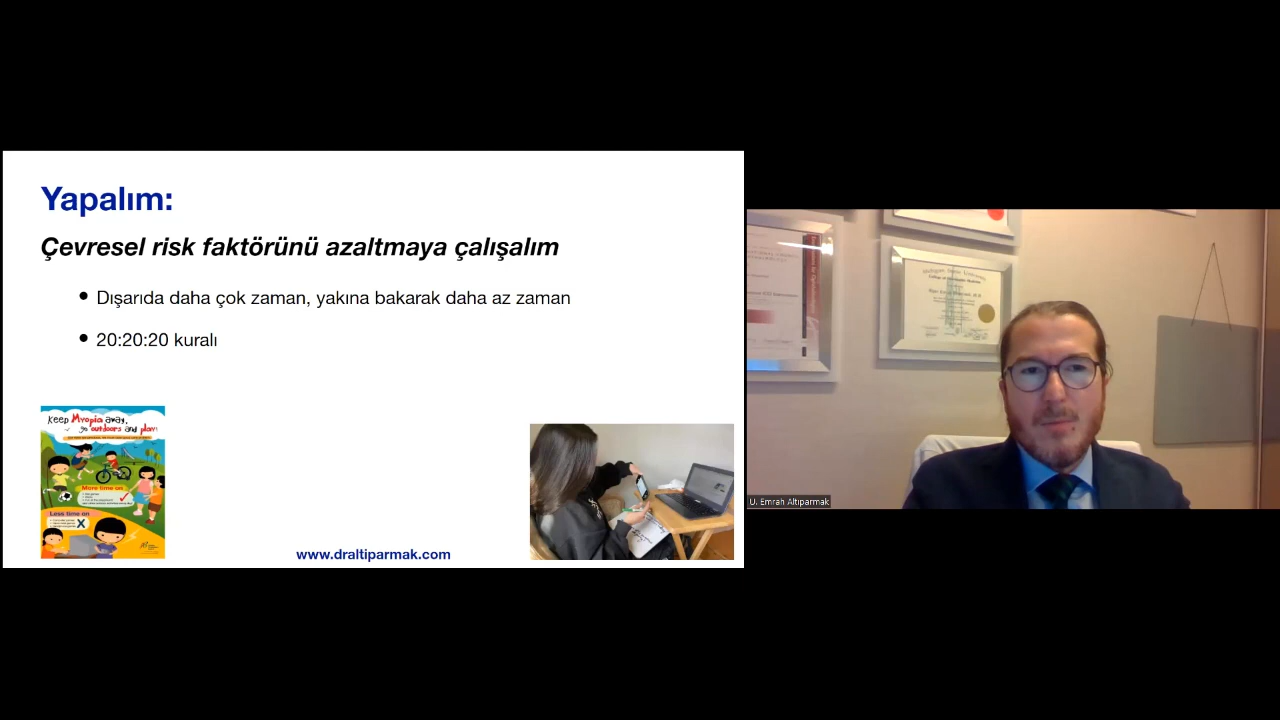 Yapalım:
Çevresel risk faktörünü azaltmaya çalışalım
Dışarıda daha çok zaman, yakına bakarak daha az zaman
20:20:20 kuralı
Keep Myopia away,
go outdoors and play!
More time on
Less time on
X
www.draltiparmak.com
U. Emrah Altıparmak